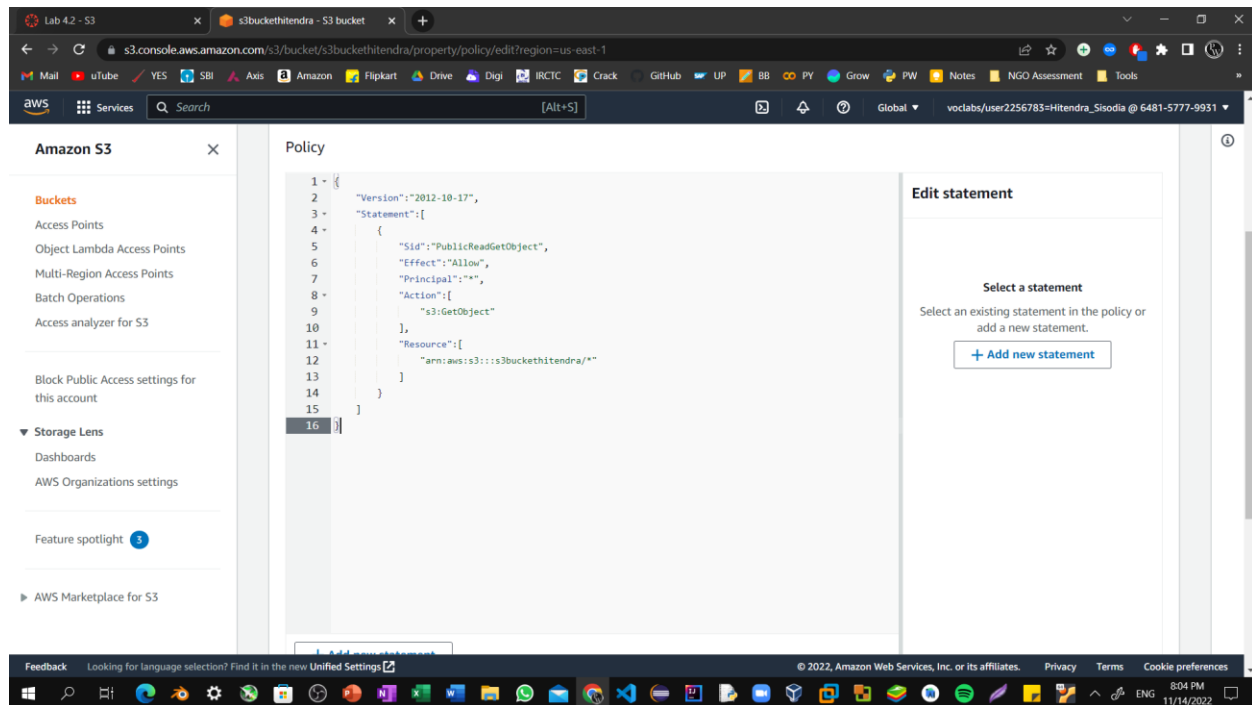 Lab 4.2 - S3
s3buckethitendra - S3 bucket
s3.console.aws.amazon.com/s3/bucket/s3buckethitendra/property/policy/edit?region=us-east-1
Mail uTube YES SBI Axis Amazon Flipkart Drive Digi IRCTC Crack GitHub UP BB PY Grow PW Notes NGO Assessment Tools »
aws Services Search [Alt+S] Global voclabs/user2256783=Hitendra_Sisodia @ 6481-5777-9931
Amazon S3
Buckets
Access Points
Object Lambda Access Points
Multi-Region Access Points
Batch Operations
Access analyzer for S3
Block Public Access settings for
this account
Storage Lens
Dashboards
AWS Organizations settings
Feature spotlight 3
AWS Marketplace for S3
Policy
1 {
2 "Version":"2012-10-17",
3 "Statement":[
4 {
5 "Sid":"PublicReadGetObject",
6 "Effect":"Allow",
7 "Principal":"*",
8 "Action":[
9 "s3:GetObject"
10 ],
11 "Resource":[
12 "arn:aws:s3:::s3buckethitendra/*"
13 ]
14 }
15 ]
16 }
Edit statement
Select a statement
Select an existing statement in the policy or
add a new statement.
+ Add new statement
+ Add new statement
Feedback Looking for language selection? Find it in the new Unified Settings © 2022, Amazon Web Services, Inc. or its affiliates. Privacy Terms Cookie preferences
ENG 8:04 PM
11/14/2022